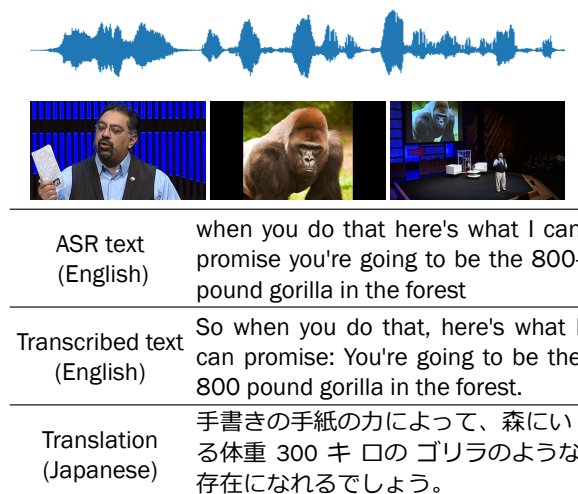 ASR text
(English)
when you do that here's what I can
promise you're going to be the 800-
pound gorilla in the forest
Transcribed text
(English)
So when you do that, here's what I
can promise: You're going to be the
800 pound gorilla in the forest.
Translation
(Japanese)
手書きの手紙の力によって、森にい
る体重 300 キ ロの ゴリラのような
存在になれるでしょう。